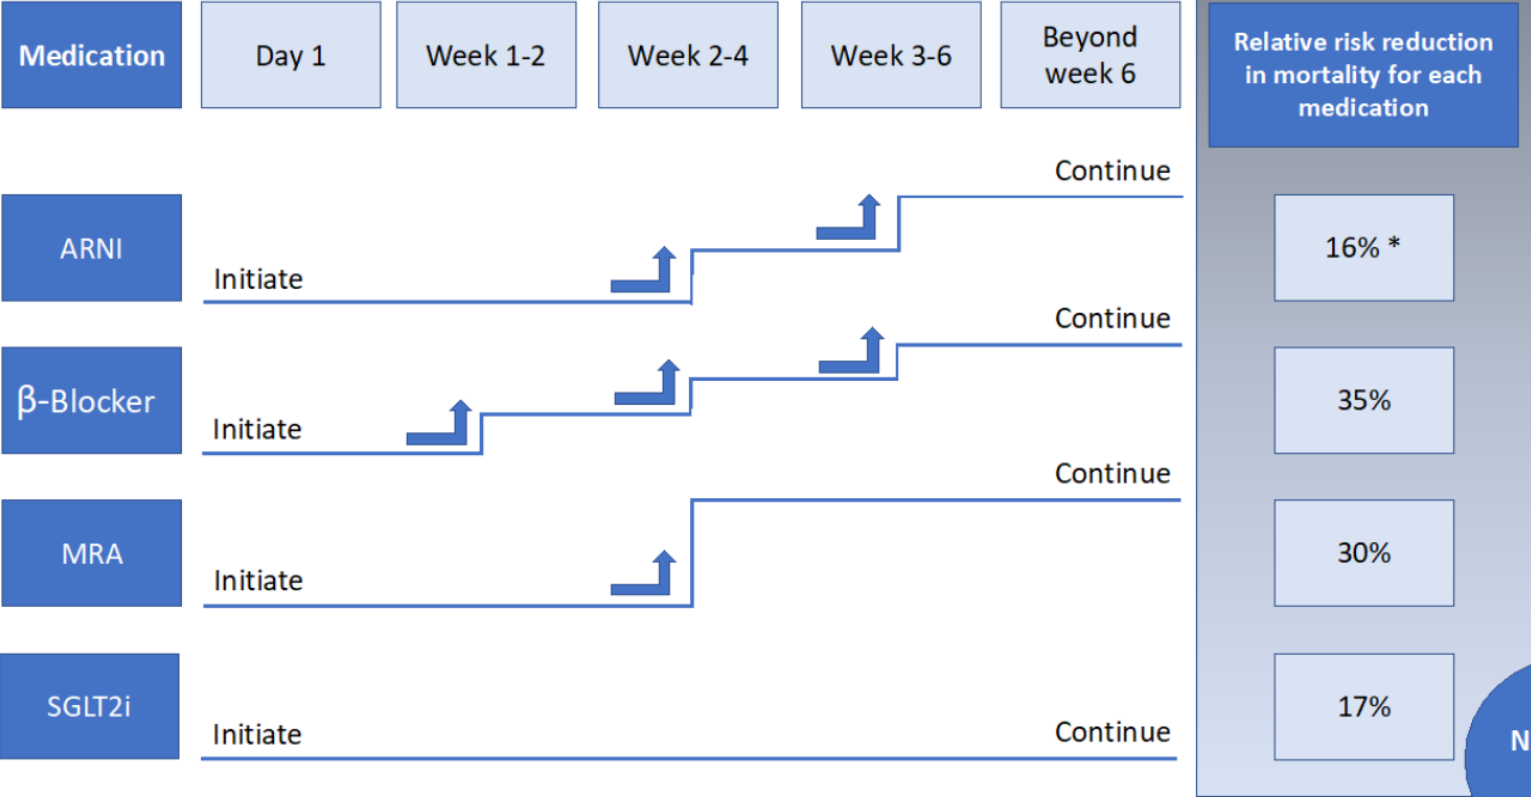 Medication
Day 1
Week 1-2
Week 2-4
Week 3-6
Beyond
week 6
Relative risk reduction
in mortality for each
medication
ARNI
Initiate
Continue
16% *
β-Blocker
Initiate
Continue
35%
MRA
Initiate
Continue
30%
SGLT2i
Initiate
Continue
17%